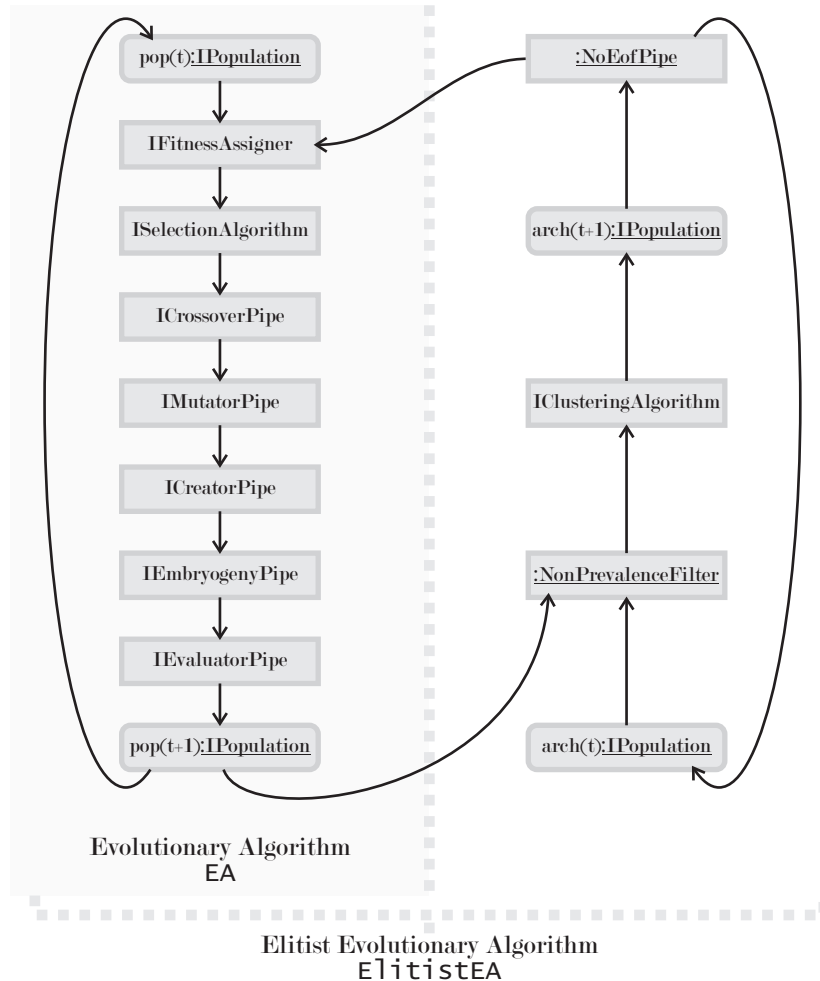 pop(t):IPopulation
IFitnessAssigner
ISelectionAlgorithm
ICrossoverPipe
IMutatorPipe
ICreatorPipe
IEmbryogenyPipe
IEvaluatorPipe
pop(t+1):IPopulation
Evolutionary Algorithm
EA
:NoEofPipe
arch(t+1):IPopulation
IClusteringAlgorithm
:NonPrevalenceFilter
arch(t):IPopulation
Elitist Evolutionary Algorithm
ElitistEA